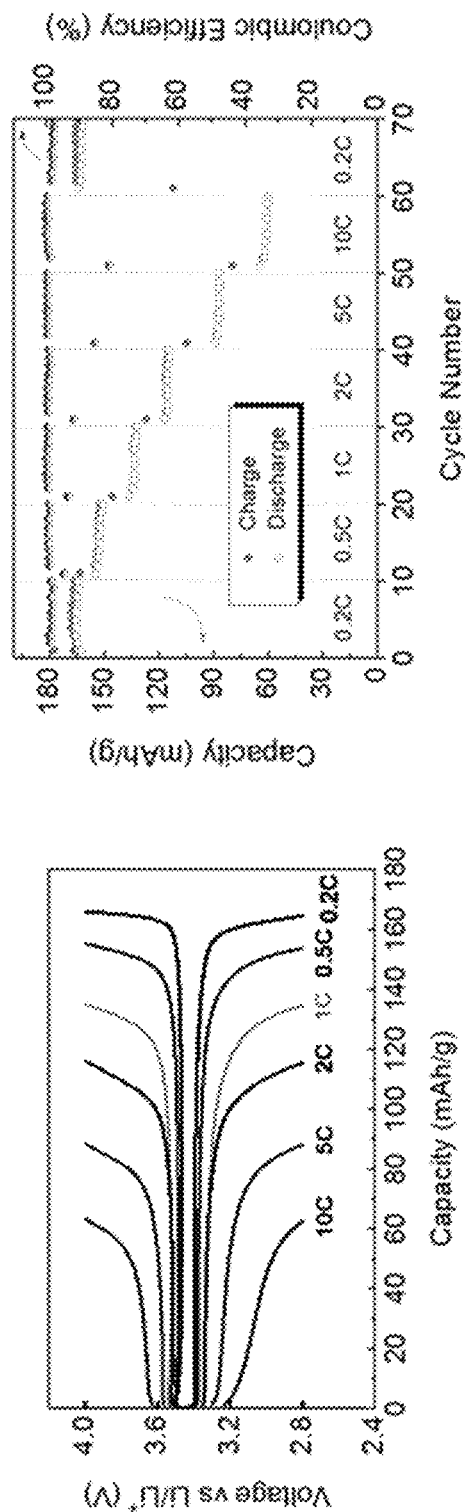 Voltage vs Li/Li⁺ (V)
4.0
3.6
3.2
2.8
2.4
10C
5C
2C
1C
0.5C
0.2C
0
20
40
60
80
100
120
140
160
180
Capacity (mAh/g)
Capacity (mAh/g)
180
150
120
90
60
30
0
Charge
Discharge
0.2C
0.5C
1C
2C
5C
10C
0.2C
0
10
20
30
40
50
60
70
Cycle Number
100
80
60
40
20
0
Coulombic Efficiency (%)